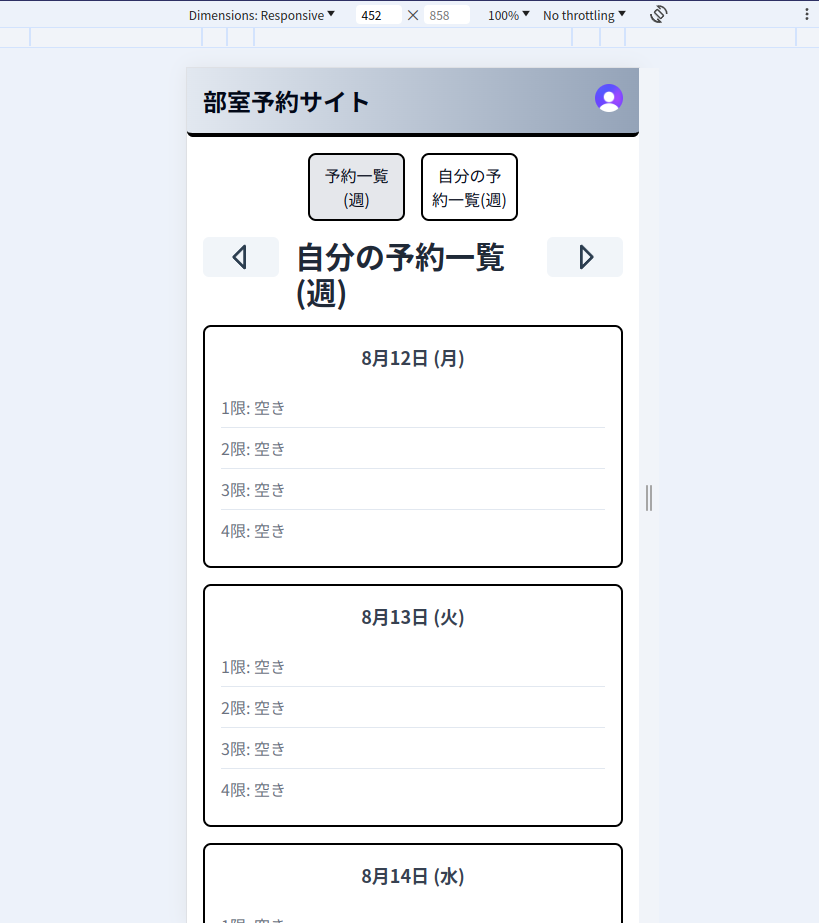 Dimensions: Responsive 452 × 858 100% No throttling
部室予約サイト
予約一覧
(週)
自分の予
約一覧(週)
自分の予約一覧
(週)
8月12日 (月)
1限: 空き
2限: 空き
3限: 空き
4限: 空き
8月13日 (火)
1限: 空き
2限: 空き
3限: 空き
4限: 空き
8月14日 (水)
1限: 空き